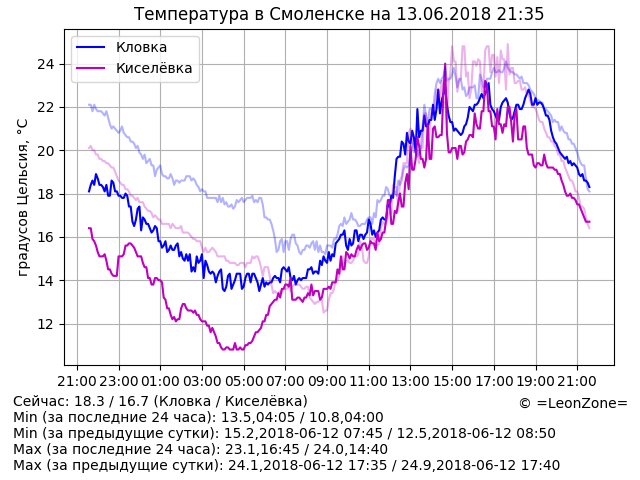 Температура в Смоленске на 13.06.2018 21:35
Кловка
Киселёвка
градусов Цельсия, °C
24
22
20
18
16
14
12
21:00 23:00 01:00 03:00 05:00 07:00 09:00 11:00 13:00 15:00 17:00 19:00 21:00
Сейчас: 18.3 / 16.7 (Кловка / Киселёвка)
© =LeonZone=
Min (за последние 24 часа): 13.5,04:05 / 10.8,04:00
Min (за предыдущие сутки): 15.2,2018-06-12 07:45 / 12.5,2018-06-12 08:50
Max (за последние 24 часа): 23.1,16:45 / 24.0,14:40
Max (за предыдущие сутки): 24.1,2018-06-12 17:35 / 24.9,2018-06-12 17:40